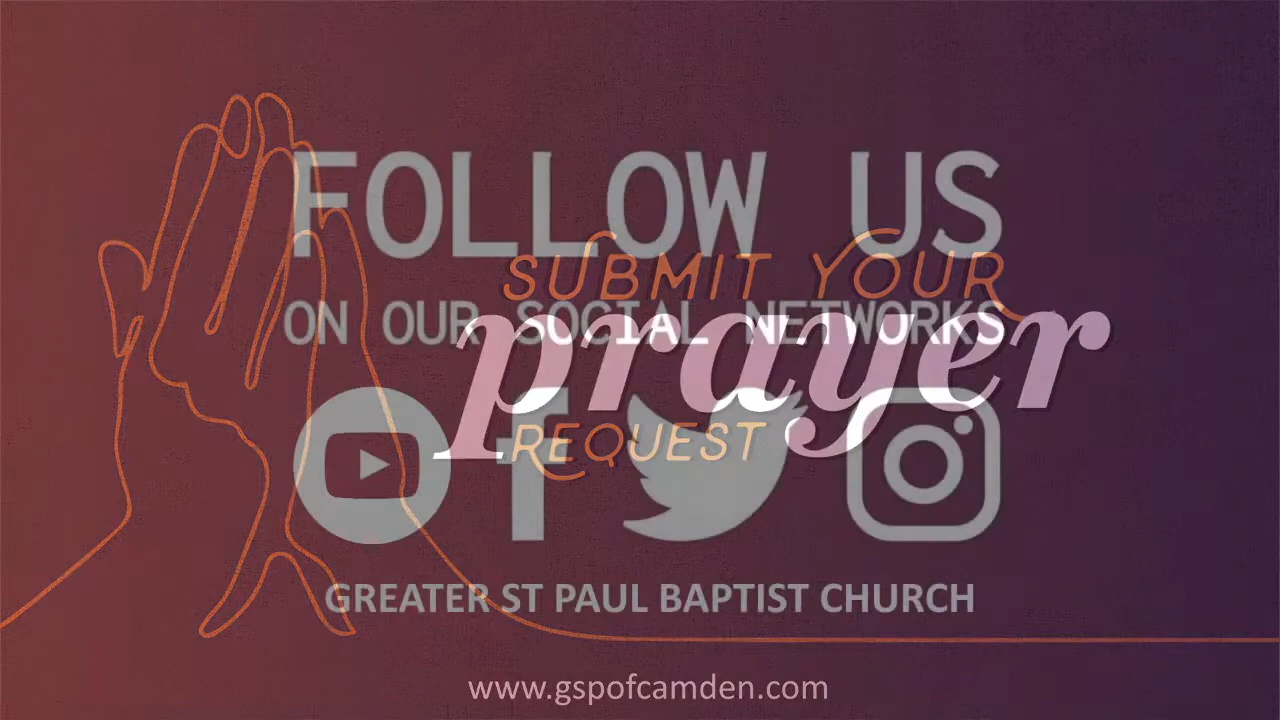 FOLLOW US
SUBMIT YOUR
ON OUR SOCIAL NETWORKS
prayer
REQUEST
GREATER ST PAUL BAPTIST CHURCH
www.gspofcamden.com